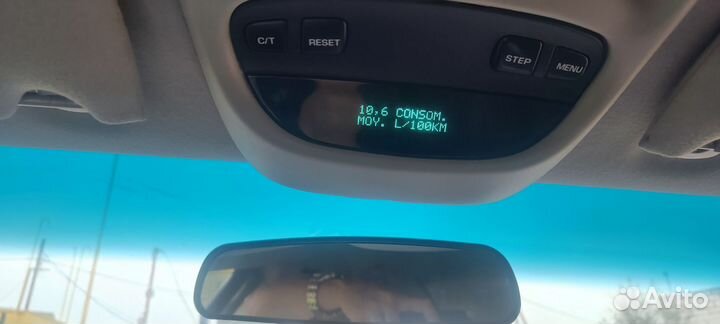 C/T
RESET
STEP
MENU
10,6 CONSOM.
MOY. L/100KM
Avito